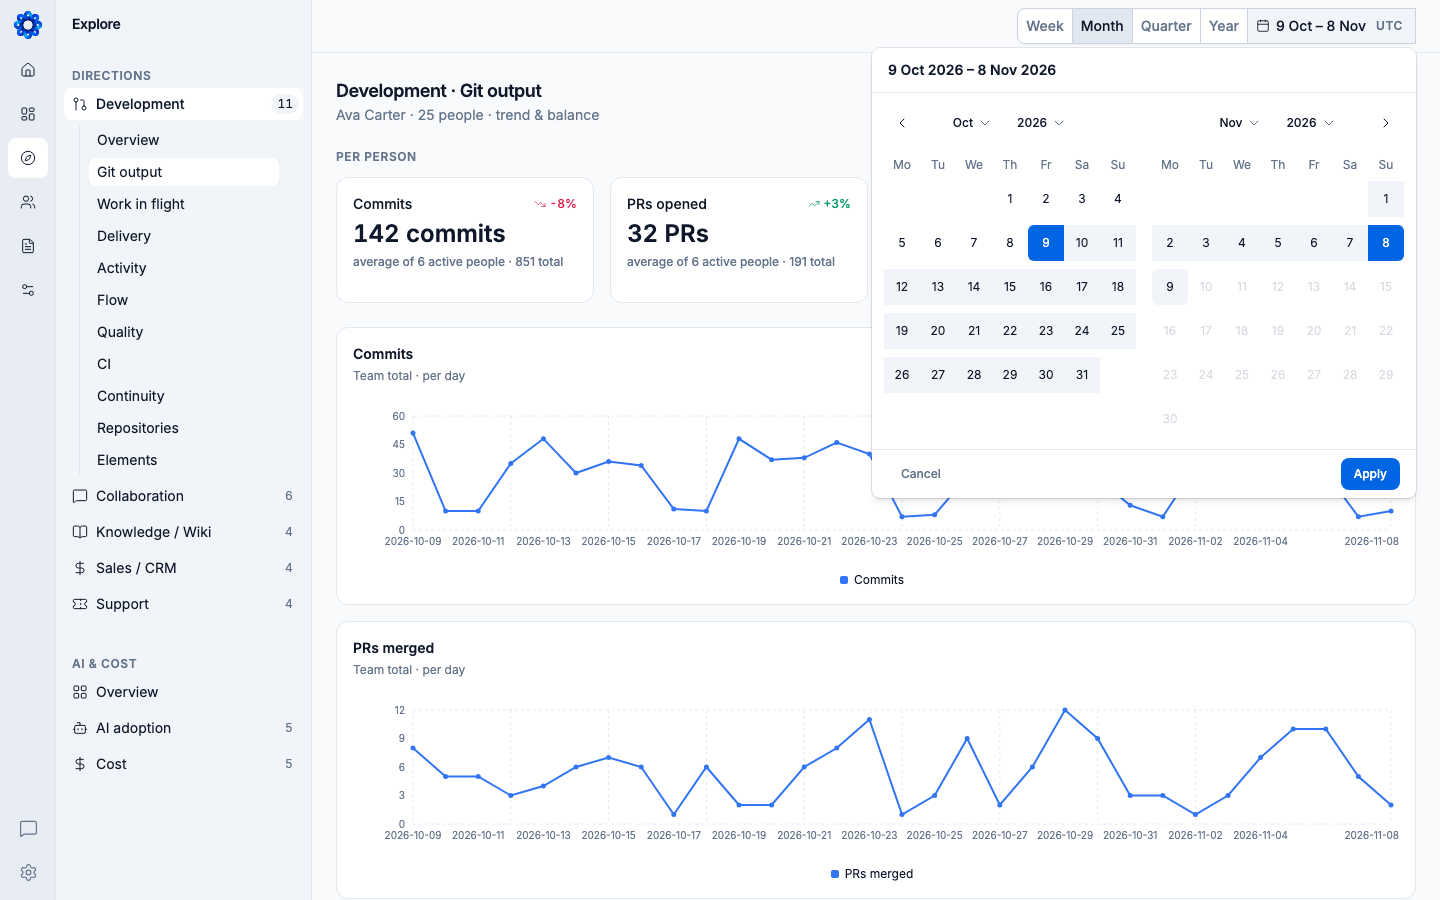 Explore
DIRECTIONS
Development 11
Overview
Git output
Work in flight
Delivery
Activity
Flow
Quality
CI
Continuity
Repositories
Elements
Collaboration 6
Knowledge / Wiki 4
Sales / CRM 4
Support 4
AI & COST
Overview
AI adoption 5
Cost 5
Week Month Quarter Year 9 Oct – 8 Nov UTC
Development · Git output
Ava Carter · 25 people · trend & balance
PER PERSON
Commits -8%
142 commits
average of 6 active people · 851 total
PRs opened +3%
32 PRs
average of 6 active people · 191 total
9 Oct 2026 – 8 Nov 2026
Oct 2026
Mo Tu We Th Fr Sa Su
1 2 3 4
5 6 7 8 9 10 11
12 13 14 15 16 17 18
19 20 21 22 23 24 25
26 27 28 29 30 31
Nov 2026
Mo Tu We Th Fr Sa Su
1
2 3 4 5 6 7 8
9 10 11 12 13 14 15
16 17 18 19 20 21 22
23 24 25 26 27 28 29
30
Cancel Apply
Commits
Team total · per day
60
45
30
15
0
2026-10-09 2026-10-11 2026-10-13 2026-10-15 2026-10-17 2026-10-19 2026-10-21 2026-10-23 2026-10-25 2026-10-27 2026-10-29 2026-10-31 2026-11-02 2026-11-04 2026-11-08
Commits
PRs merged
Team total · per day
12
9
6
3
0
2026-10-09 2026-10-11 2026-10-13 2026-10-15 2026-10-17 2026-10-19 2026-10-21 2026-10-23 2026-10-25 2026-10-27 2026-10-29 2026-10-31 2026-11-02 2026-11-04 2026-11-08
PRs merged